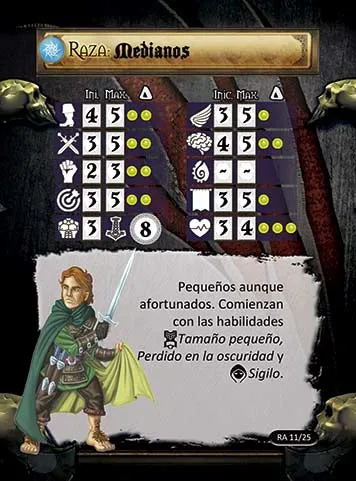 RAZA: Medianos
INI. MAX. Δ
INIC. MAX. Δ
4 5
3 5
3 5
4 5
2 3
- -
3 5
3 5
3 8
3 4
Pequeños aunque
afortunados. Comienzan
con las habilidades
Tamaño pequeño,
Perdido en la oscuridad y
Sigilo.
RA 11/25